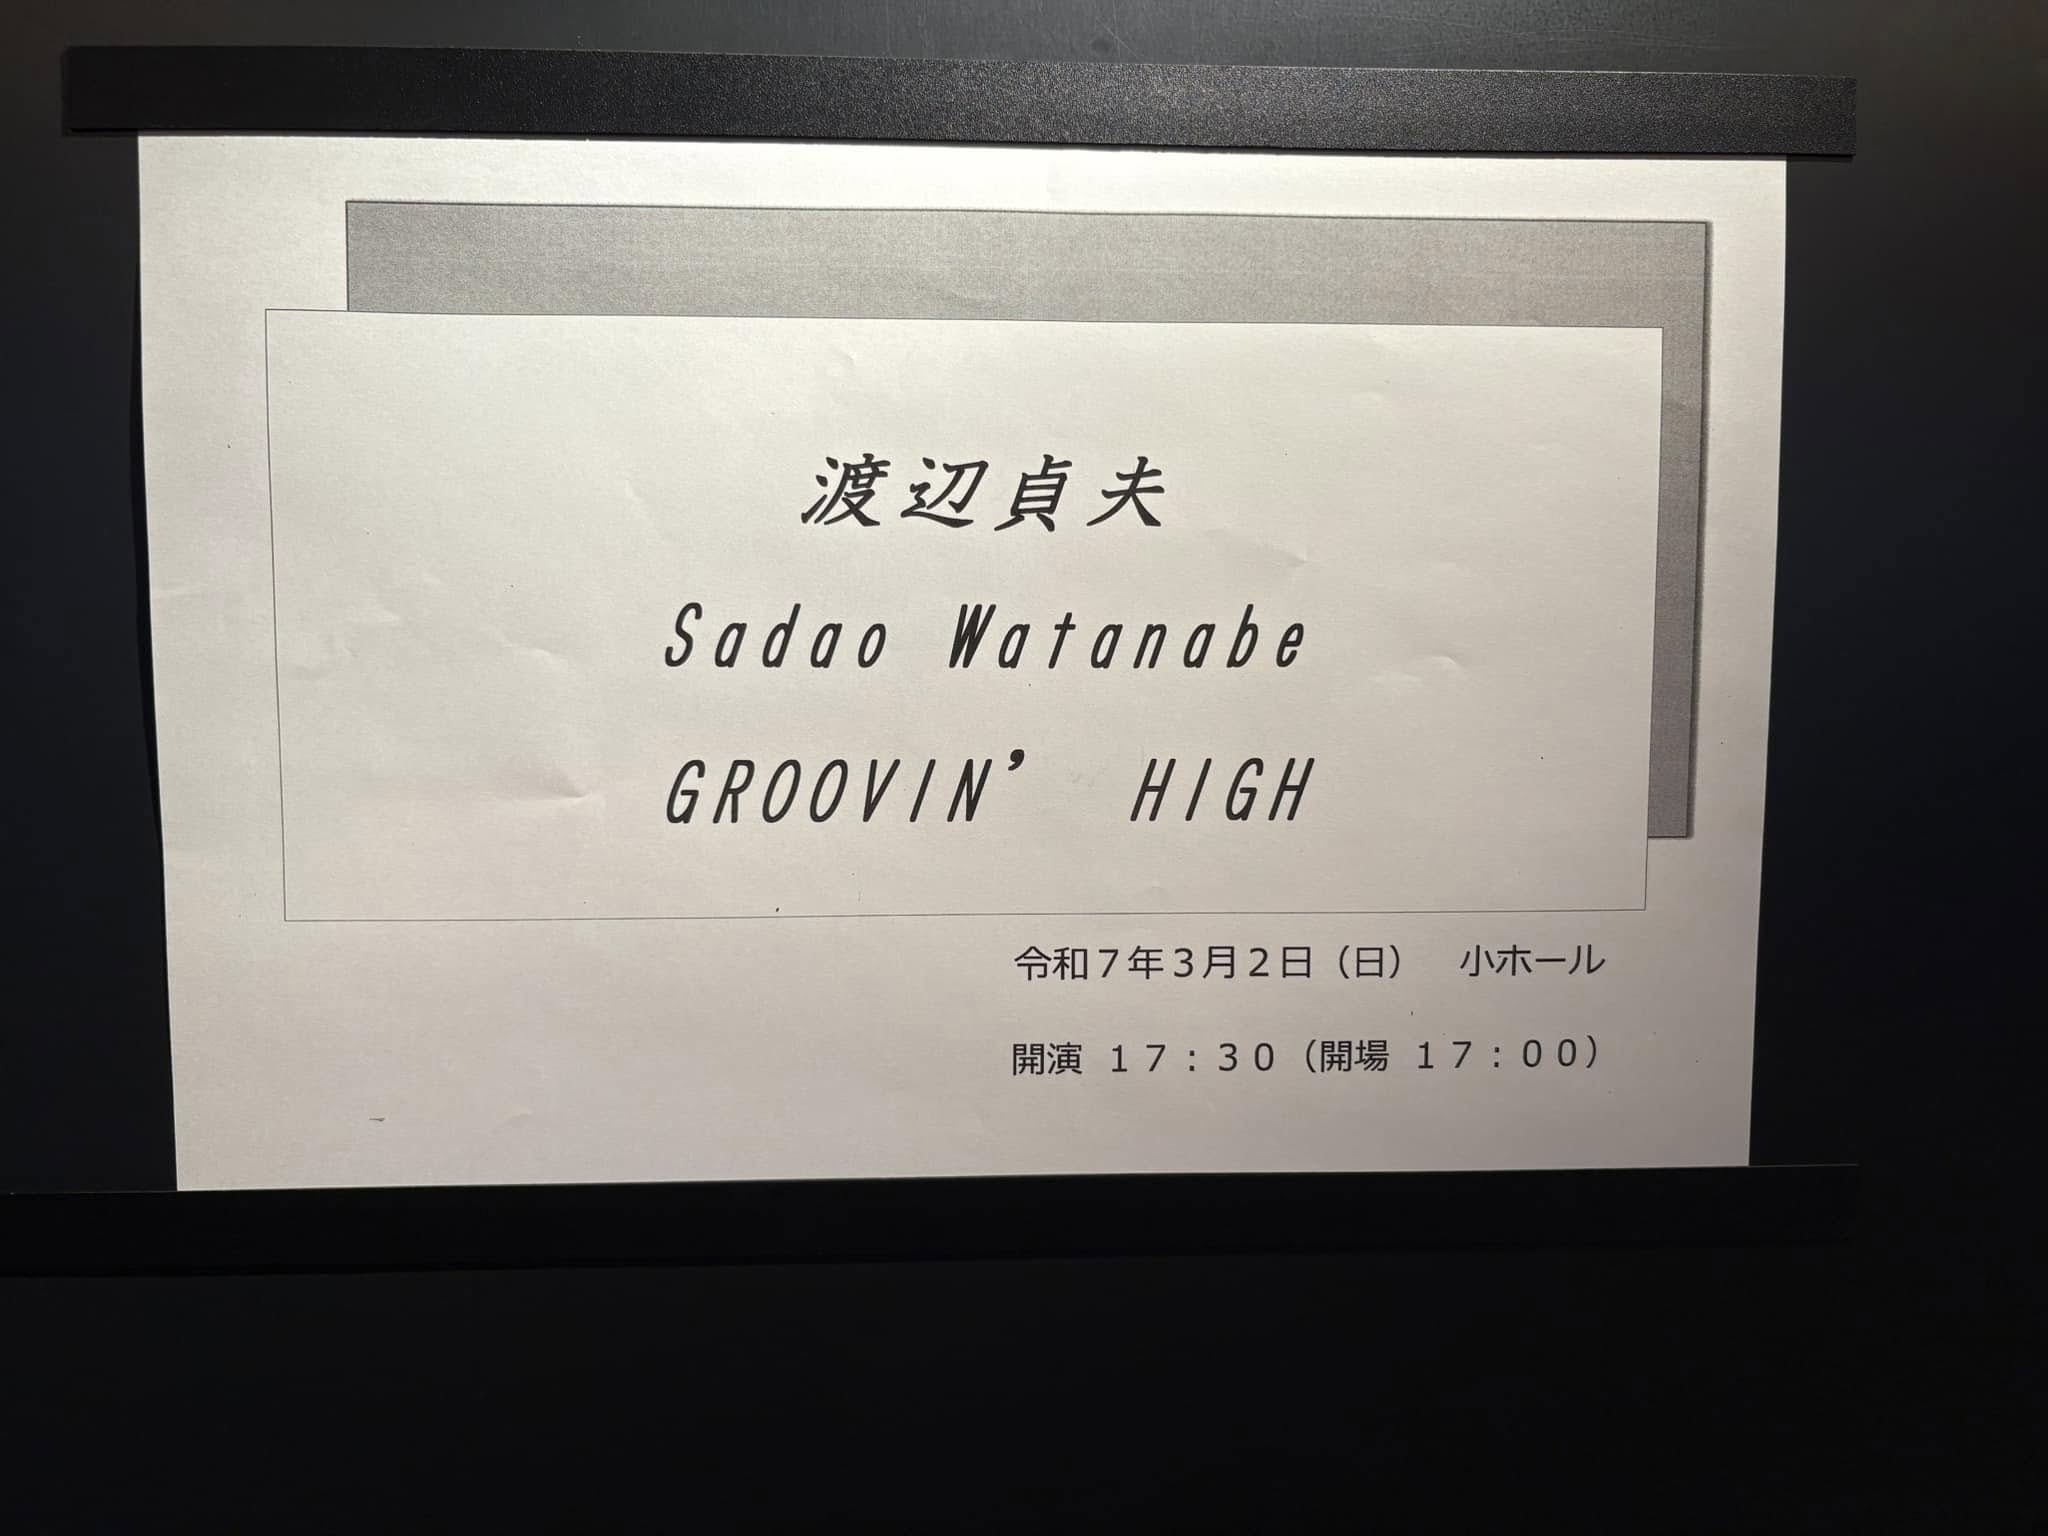 渡辺貞夫
Sadao Watanabe
GROOVIN’　HIGH
令和７年３月２日（日）　小ホール
開演 １７：３０（開場 １７：００）